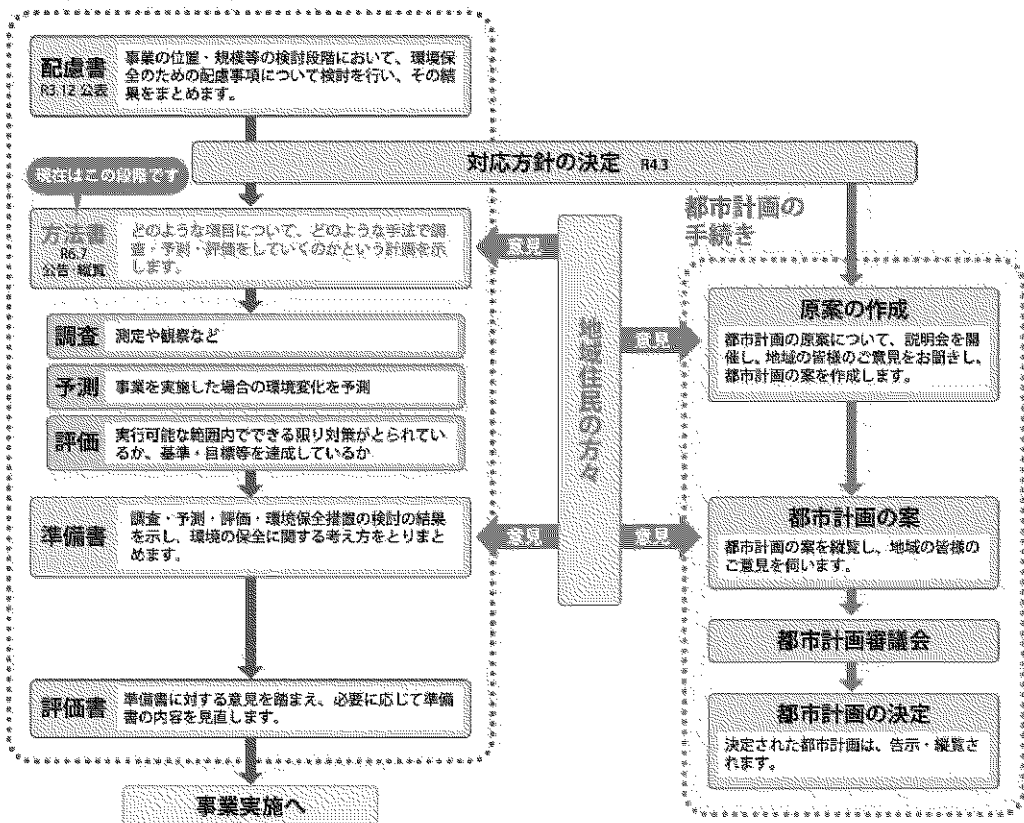 配慮書
R3.12 公表
事業の位置・規模等の検討段階において、環境保
全のための配慮事項について検討を行い、その結
果をまとめます。
対応方針の決定 R4.3
現在はこの段階です
方法書
R6.7
公告・縦覧
どのような項目について、どのような手法で調
査・予測・評価をしていくのかという計画を示
します。
意見
調査 測定や観察など
予測 事業を実施した場合の環境変化を予測
評価
実行可能な範囲内でできる限り対策がとられてい
るか、基準・目標等を達成しているか
準備書
調査・予測・評価・環境保全措置の検討の結果
を示し、環境の保全に関する考え方をとりまと
めます。
意見
評価書
準備書に対する意見を踏まえ、必要に応じて準備
書の内容を見直します。
事業実施へ
地域住民の方々
都市計画の
手続き
意見
原案の作成
都市計画の原案について、説明会を開
催し、地域の皆様のご意見をお聞きし、
都市計画の案を作成します。
意見
都市計画の案
都市計画の案を縦覧し、地域の皆様の
ご意見を伺います。
都市計画審議会
都市計画の決定
決定された都市計画は、告示・縦覧さ
れます。